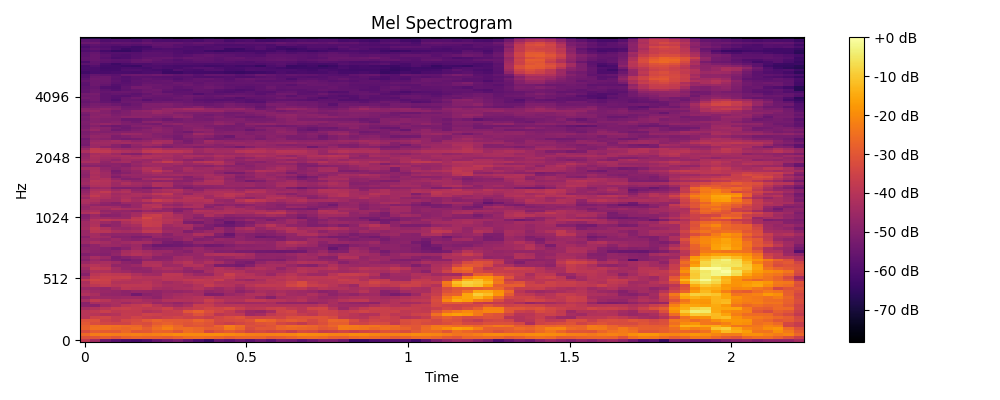 Mel Spectrogram
+0 dB
-10 dB
-20 dB
-30 dB
-40 dB
-50 dB
-60 dB
-70 dB
4096
2048
1024
512
0
Hz
0
0.5
1
1.5
2
Time